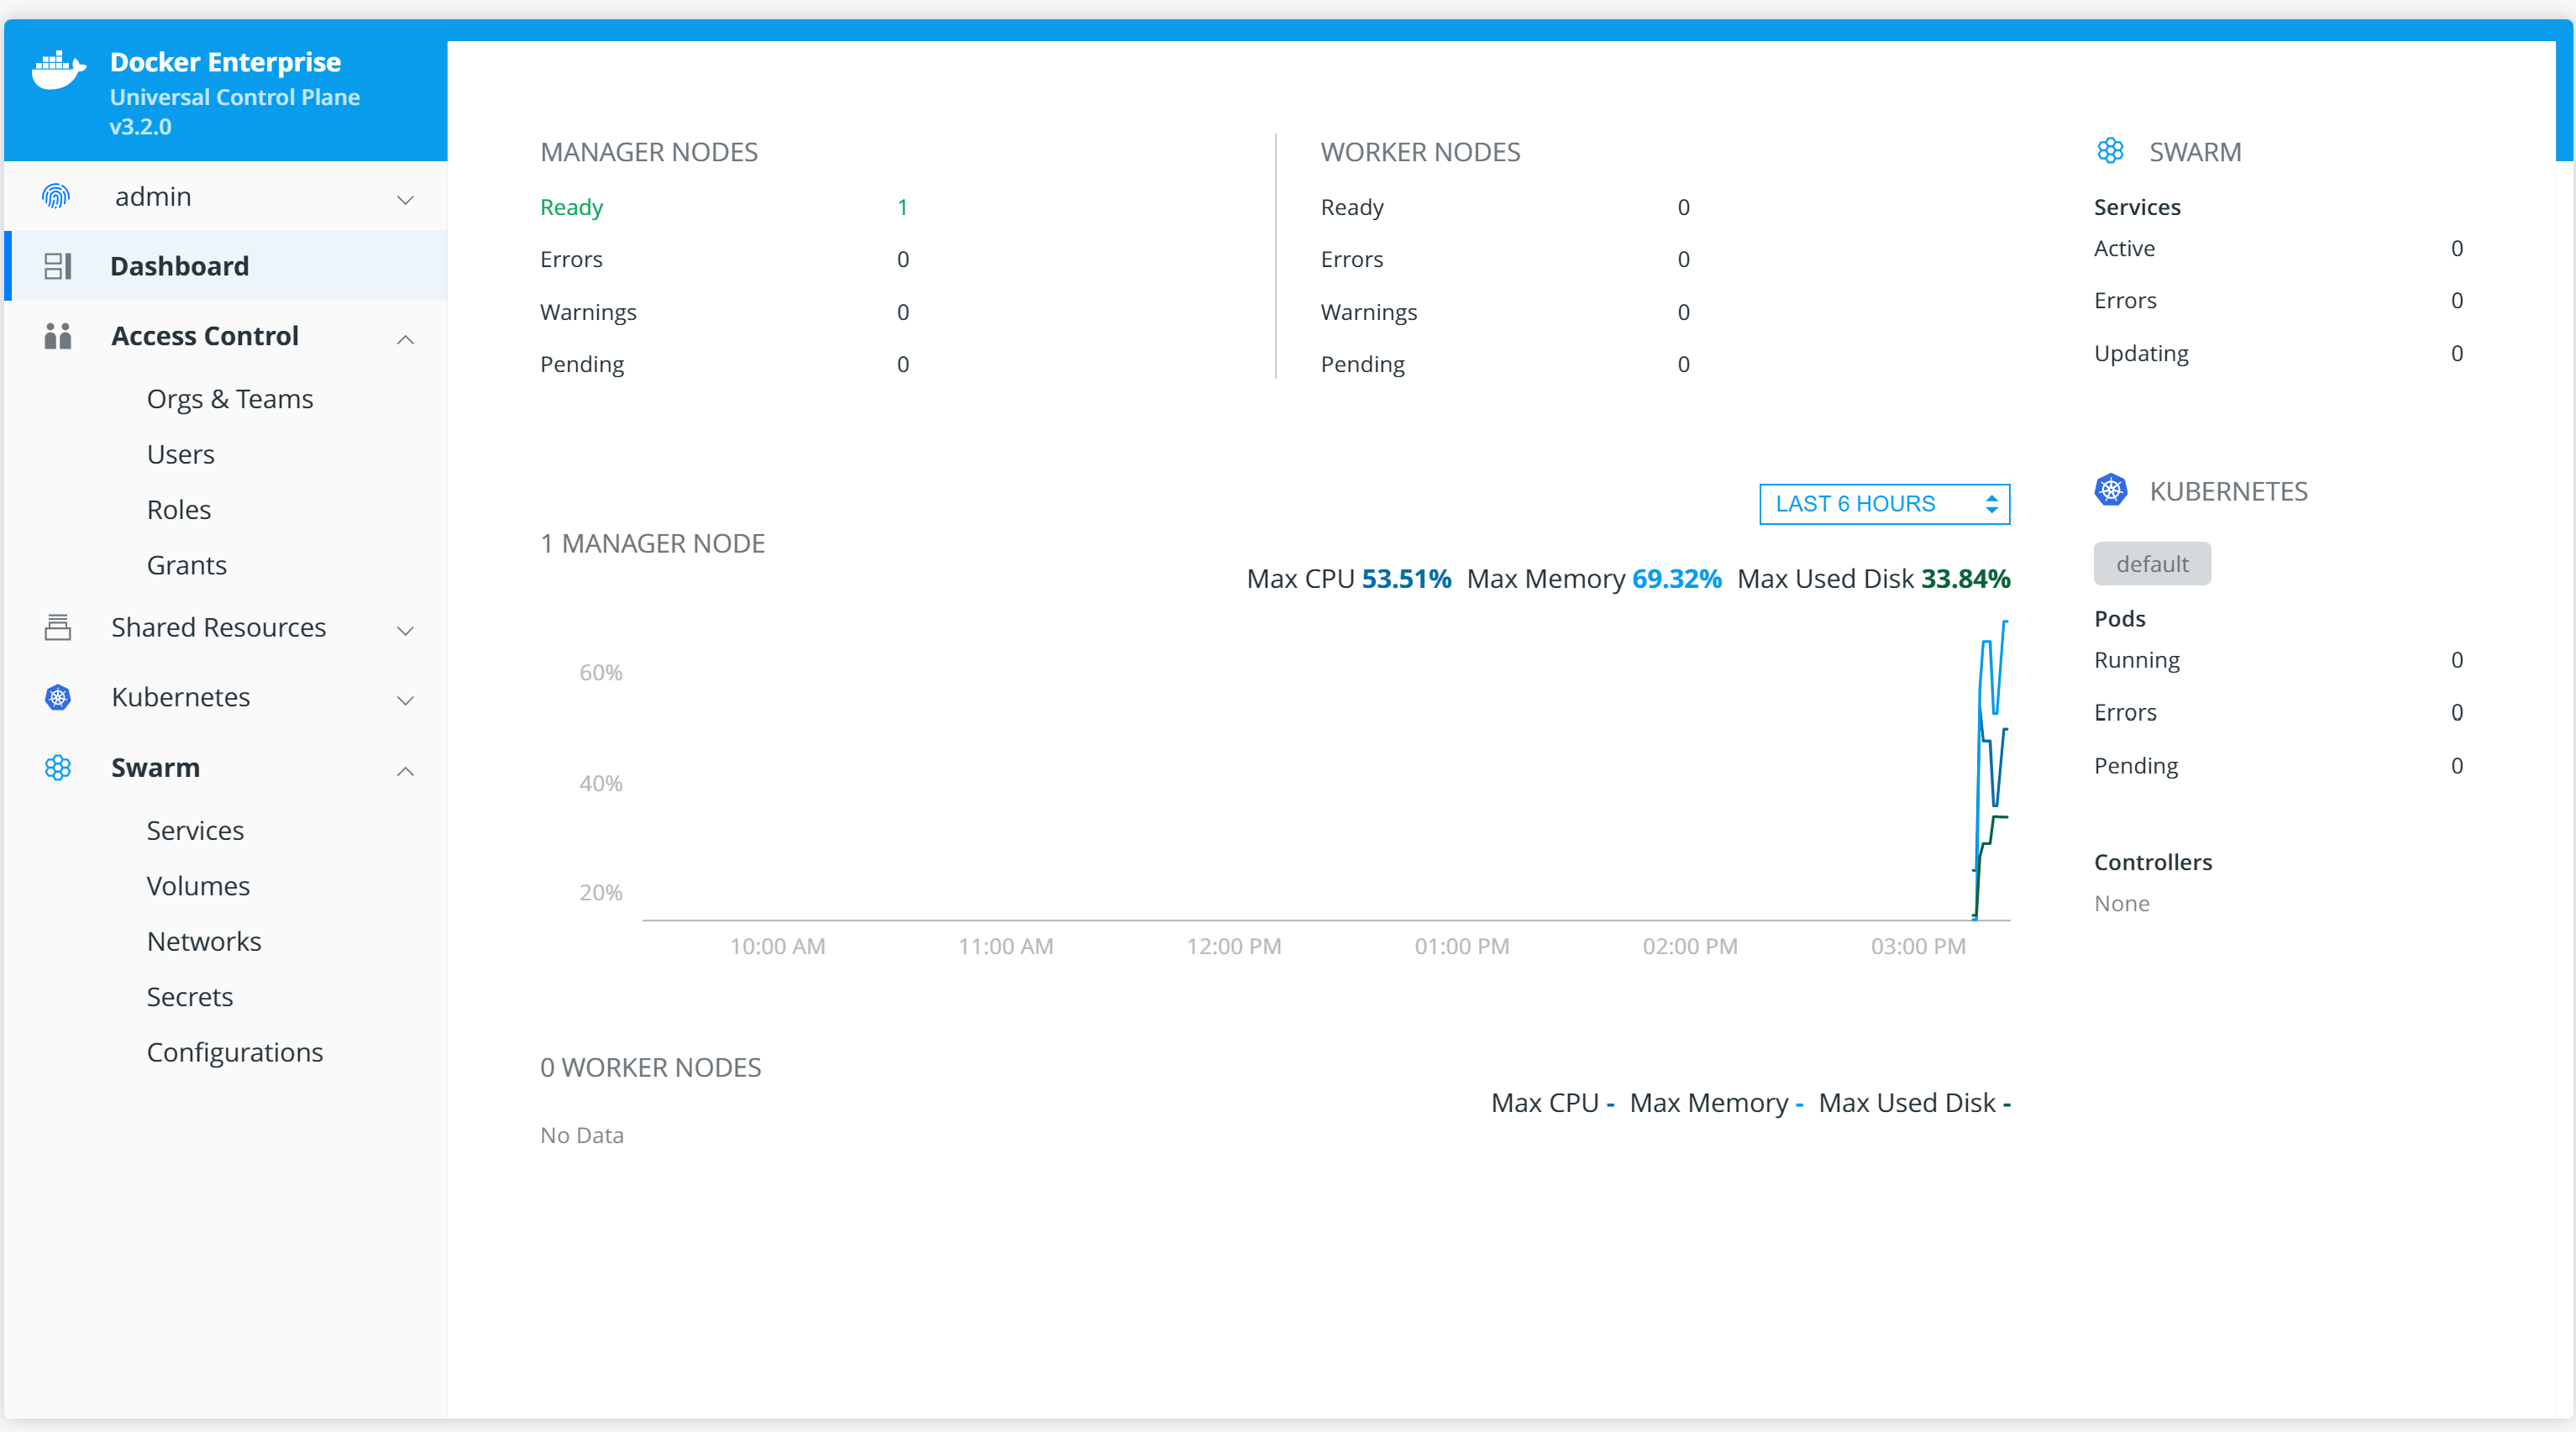 Docker Enterprise
Universal Control Plane
v3.2.0
admin
Dashboard
Access Control
Orgs & Teams
Users
Roles
Grants
Shared Resources
Kubernetes
Swarm
Services
Volumes
Networks
Secrets
Configurations
MANAGER NODES
Ready 1
Errors 0
Warnings 0
Pending 0
WORKER NODES
Ready 0
Errors 0
Warnings 0
Pending 0
LAST 6 HOURS
1 MANAGER NODE
Max CPU 53.51% Max Memory 69.32% Max Used Disk 33.84%
60%
40%
20%
10:00 AM 11:00 AM 12:00 PM 01:00 PM 02:00 PM 03:00 PM
0 WORKER NODES
Max CPU - Max Memory - Max Used Disk -
No Data
SWARM
Services
Active 0
Errors 0
Updating 0
KUBERNETES
default
Pods
Running 0
Errors 0
Pending 0
Controllers
None